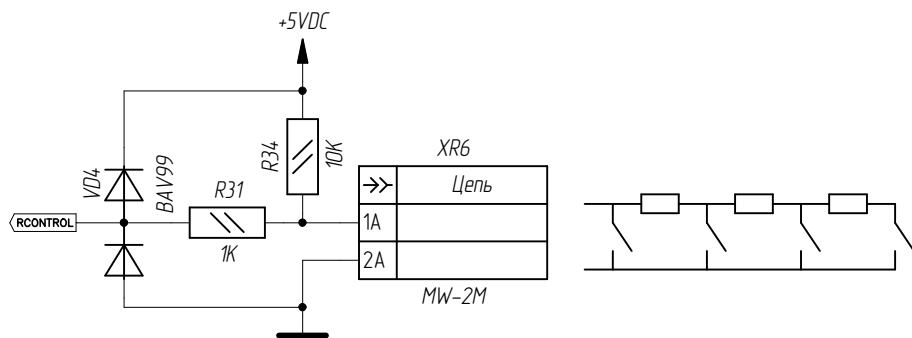 +5VDC
R34
10K
XR6
VD4
BAV99
R31
Цепь
1A
RCONTROL
1K
2A
MW-2M